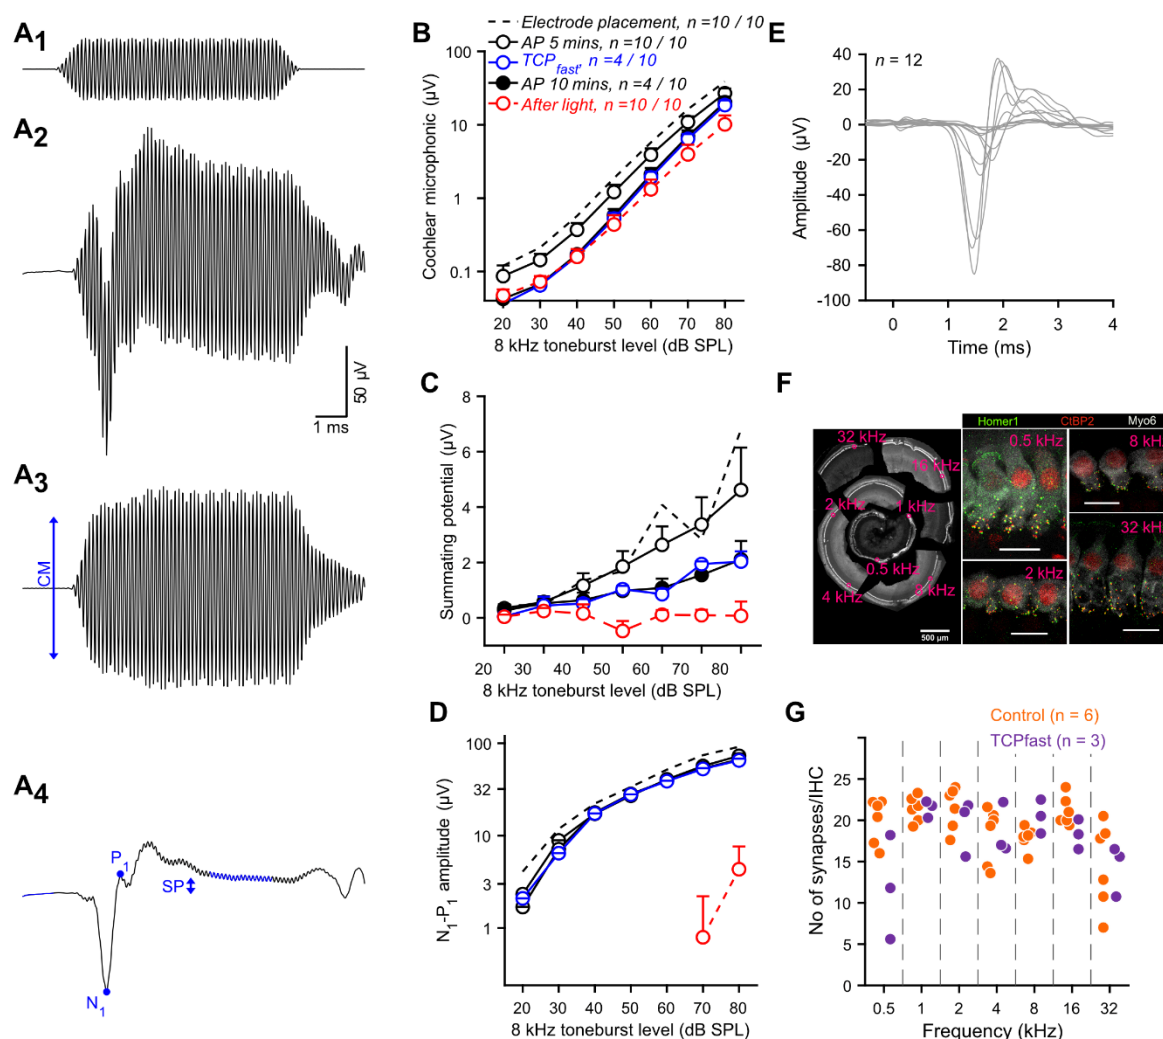 A1
A2
50 µV
1 ms
A3
CM
A4
P1
SP
N1
B
Electrode placement, n =10 / 10
AP 5 mins, n =10 / 10
TCPfast, n =4 / 10
AP 10 mins, n =4 / 10
After light, n =10 / 10
Cochlear microphonic (µV)
100
10
1
0.1
20 30 40 50 60 70 80
8 kHz toneburst level (dB SPL)
C
Summating potential (µV)
8
6
4
2
0
20 30 40 50 60 70 80
8 kHz toneburst level (dB SPL)
D
N1-P1 amplitude (µV)
100
32
10
3
1
20 30 40 50 60 70 80
8 kHz toneburst level (dB SPL)
E
n = 12
Amplitude (µV)
40
20
0
-20
-40
-60
-80
-100
0 1 2 3 4
Time (ms)
F
Homer1 CtBP2 Myo6
32 kHz
16 kHz
2 kHz
1 kHz
0.5 kHz
4 kHz
8 kHz
500 µm
0.5 kHz
8 kHz
2 kHz
32 kHz
G
Control (n = 6)
TCPfast (n = 3)
No of synapses/IHC
25
20
15
10
5
0
0.5 1 2 4 8 16 32
Frequency (kHz)